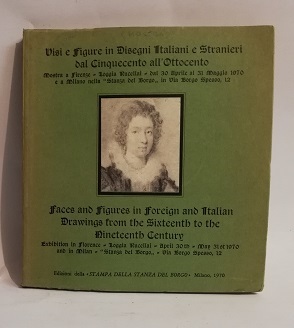 Visi e Figure in Disegni Italiani e Stranieri
dal Cinquecento all'Ottocento
Mostra a Firenze - Loggia Rucellai - dal 30 Aprile al 31 Maggio 1970
e a Milano nella "Stanza del Borgo" in Via Borgo Spesso, 12
Faces and Figures in Foreign and Italian
Drawings from the Sixteenth to the
Nineteenth Century
Exhibition in Florence - Loggia Rucellai - April 30th - May 31st 1970
and in Milan - "Stanza del Borgo" - Via Borgo Spesso, 12
Edizione della «STAMPA DELLA STANZA DEL BORGO» Milano, 1970